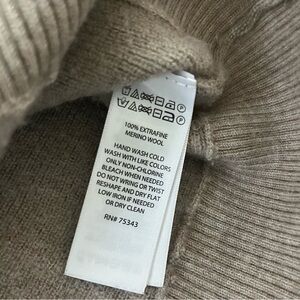 100% EXTRAFINE
MERINO WOOL
HAND WASH COLD
WASH WITH LIKE COLORS
ONLY NON-CHLORINE
BLEACH WHEN NEEDED
DO NOT WRING OR TWIST
RESHAPE AND DRY FLAT
LOW IRON IF NEEDED
OR DRY CLEAN
RN# 75343